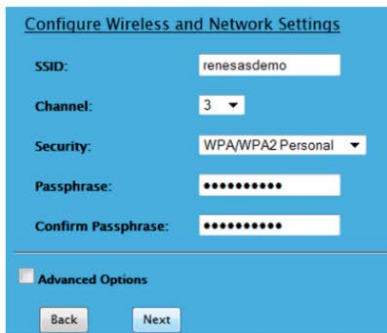 Configure Wireless and Network Settings
SSID: renesasdemo
Channel: 3
Security: WPA/WPA2 Personal
Passphrase: ••••••••••
Confirm Passphrase: ••••••••••
Advanced Options
Back Next